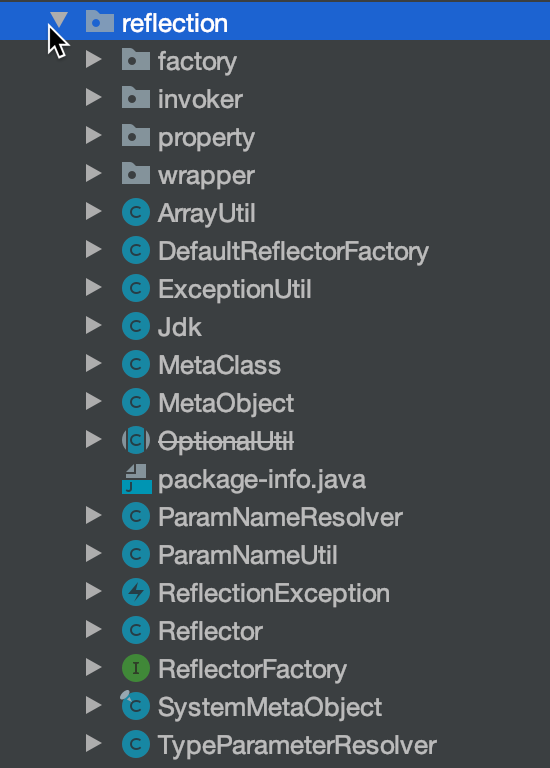 reflection
factory
invoker
property
wrapper
ArrayUtil
DefaultReflectorFactory
ExceptionUtil
Jdk
MetaClass
MetaObject
OptionalUtil
package-info.java
ParamNameResolver
ParamNameUtil
ReflectionException
Reflector
ReflectorFactory
SystemMetaObject
TypeParameterResolver